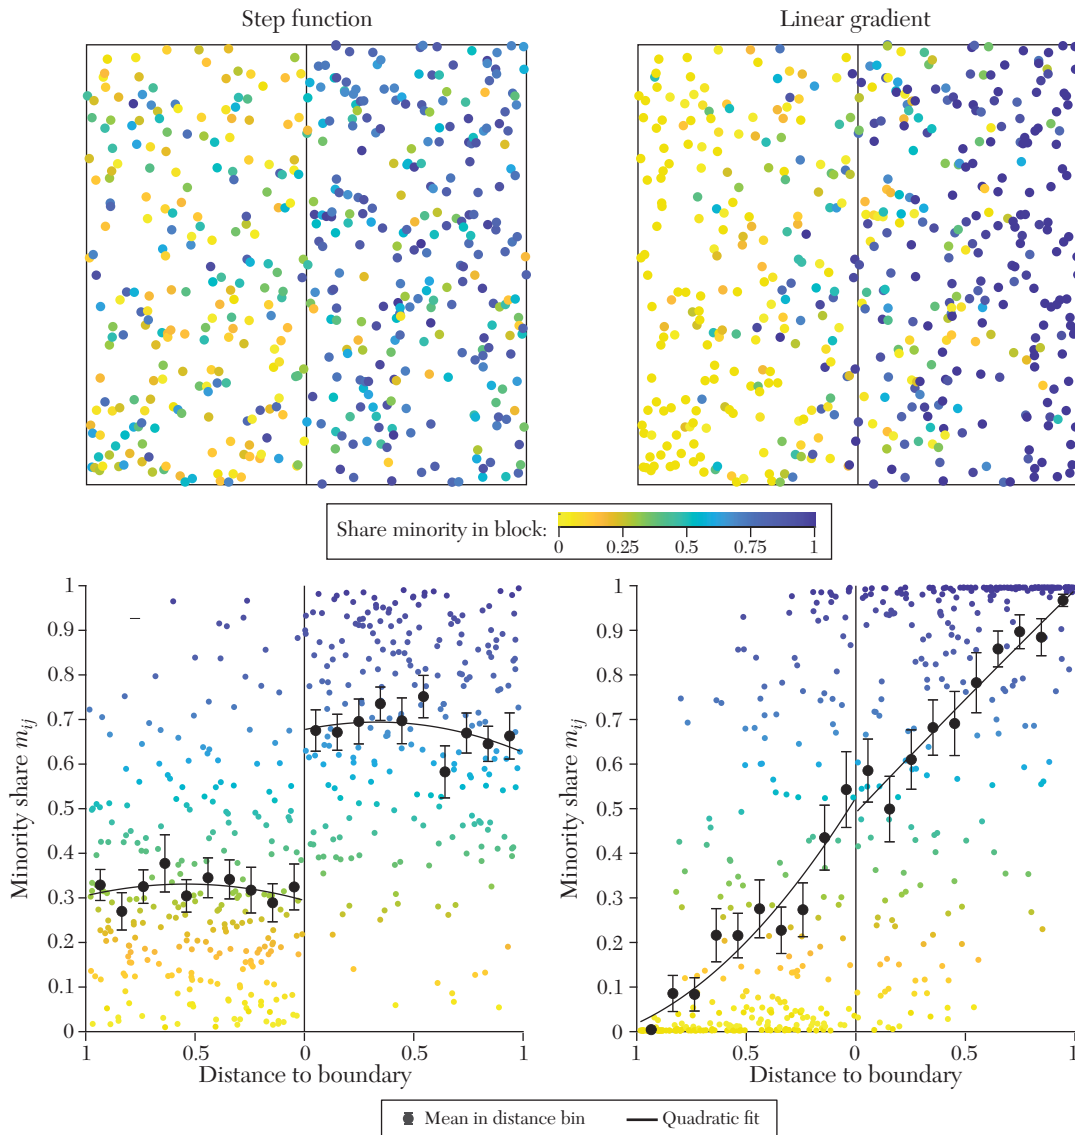 Step function
Linear gradient
Share minority in block:
0 0.25 0.5 0.75 1
Minority share mij
1
0.9
0.8
0.7
0.6
0.5
0.4
0.3
0.2
0.1
0
1 0.5 0 0.5 1
Distance to boundary
Minority share mij
1
0.9
0.8
0.7
0.6
0.5
0.4
0.3
0.2
0.1
0
1 0.5 0 0.5 1
Distance to boundary
Mean in distance bin
Quadratic fit